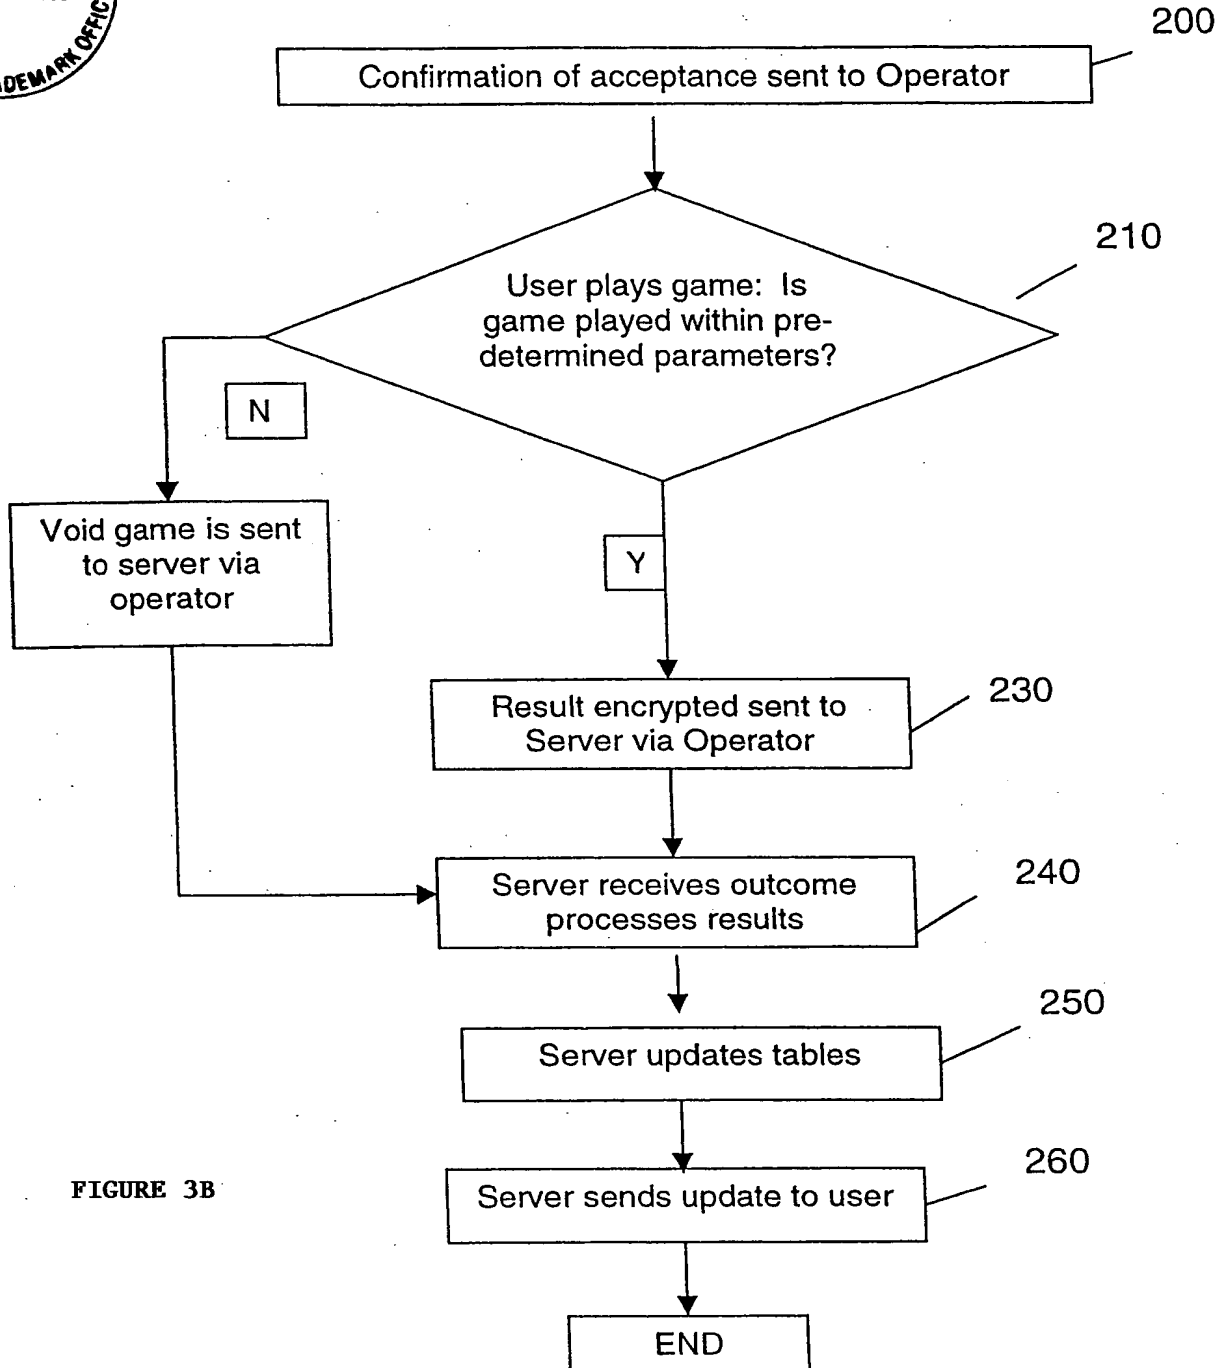 DEMARK OFFIC
200
Confirmation of acceptance sent to Operator
210
User plays game: Is
game played within pre-
determined parameters?
N
Void game is sent
to server via
operator
Y
230
Result encrypted sent to
Server via Operator
240
Server receives outcome
processes results
250
Server updates tables
260
Server sends update to user
FIGURE 3B
END